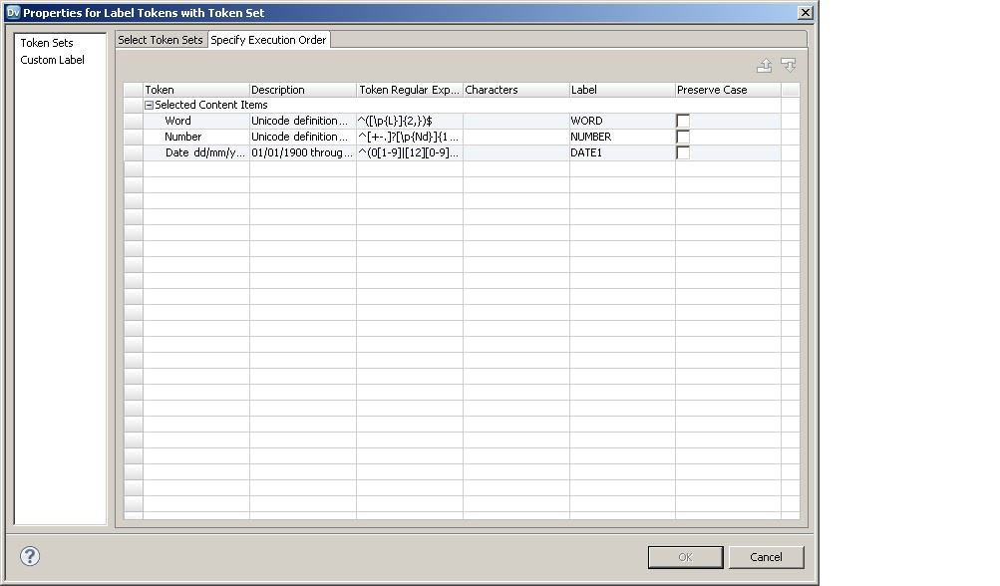 Dv Properties for Label Tokens with Token Set
Token Sets
Custom Label
Select Token Sets Specify Execution Order
Token Description Token Regular Exp... Characters Label Preserve Case
Selected Content Items
Word Unicode definition ... ^([\p{L}]{2,})$ WORD
Number Unicode definition ... ^[+-.]?[\p{Nd}]{1... NUMBER
Date dd/mm/y... 01/01/1900 throug... ^(0[1-9]|[12][0-9]... DATE1
? OK Cancel